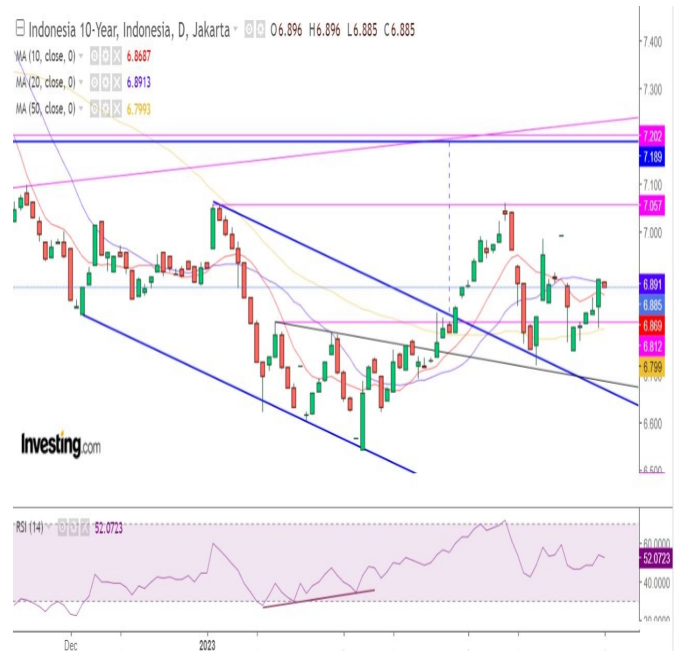 Indonesia 10-Year, Indonesia, D, Jakarta O6.896 H6.896 L6.885 C6.885
MA (10, close, 0) 6.8687
MA (20, close, 0) 6.8913
MA (50, close, 0) 6.7993
7.400
7.300
7.202
7.189
7.100
7.057
7.000
6.891
6.885
6.869
6.812
6.799
6.700
6.600
6.500
Investing.com
RSI (14) 52.0723
60.0000
52.0723
40.0000
20.0000
Dec 2023